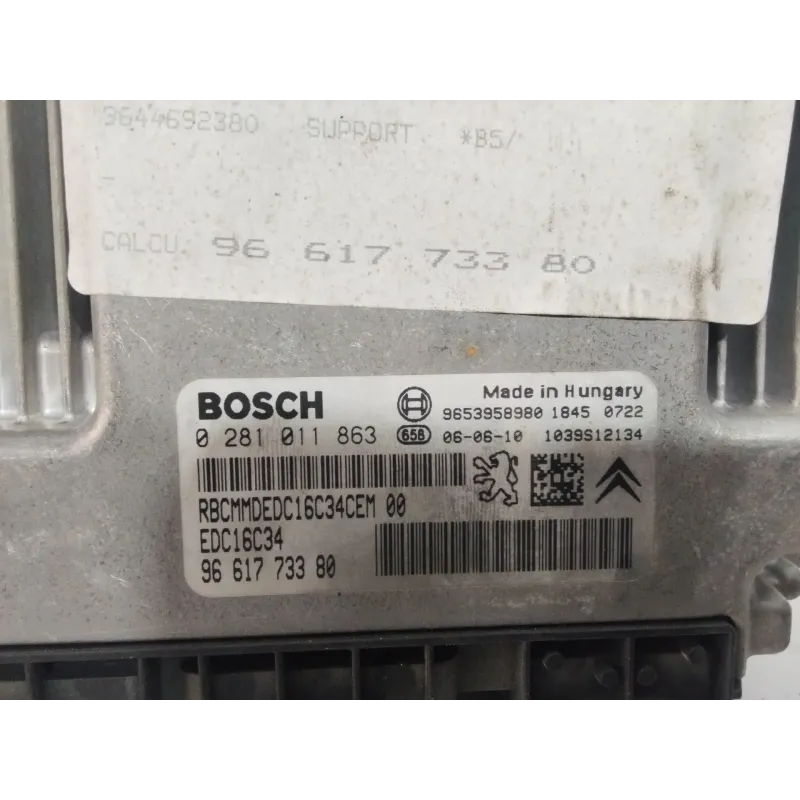 9644692380 SUPPORT *B5/
-
CALCU. 96 617 733 80
BOSCH
Made in Hungary
9653958980 1845 0722
0 281 011 863 65B 06-06-10 1039S12134
RBCMMDEDC16C34CEM 00
EDC16C34
96 617 733 80